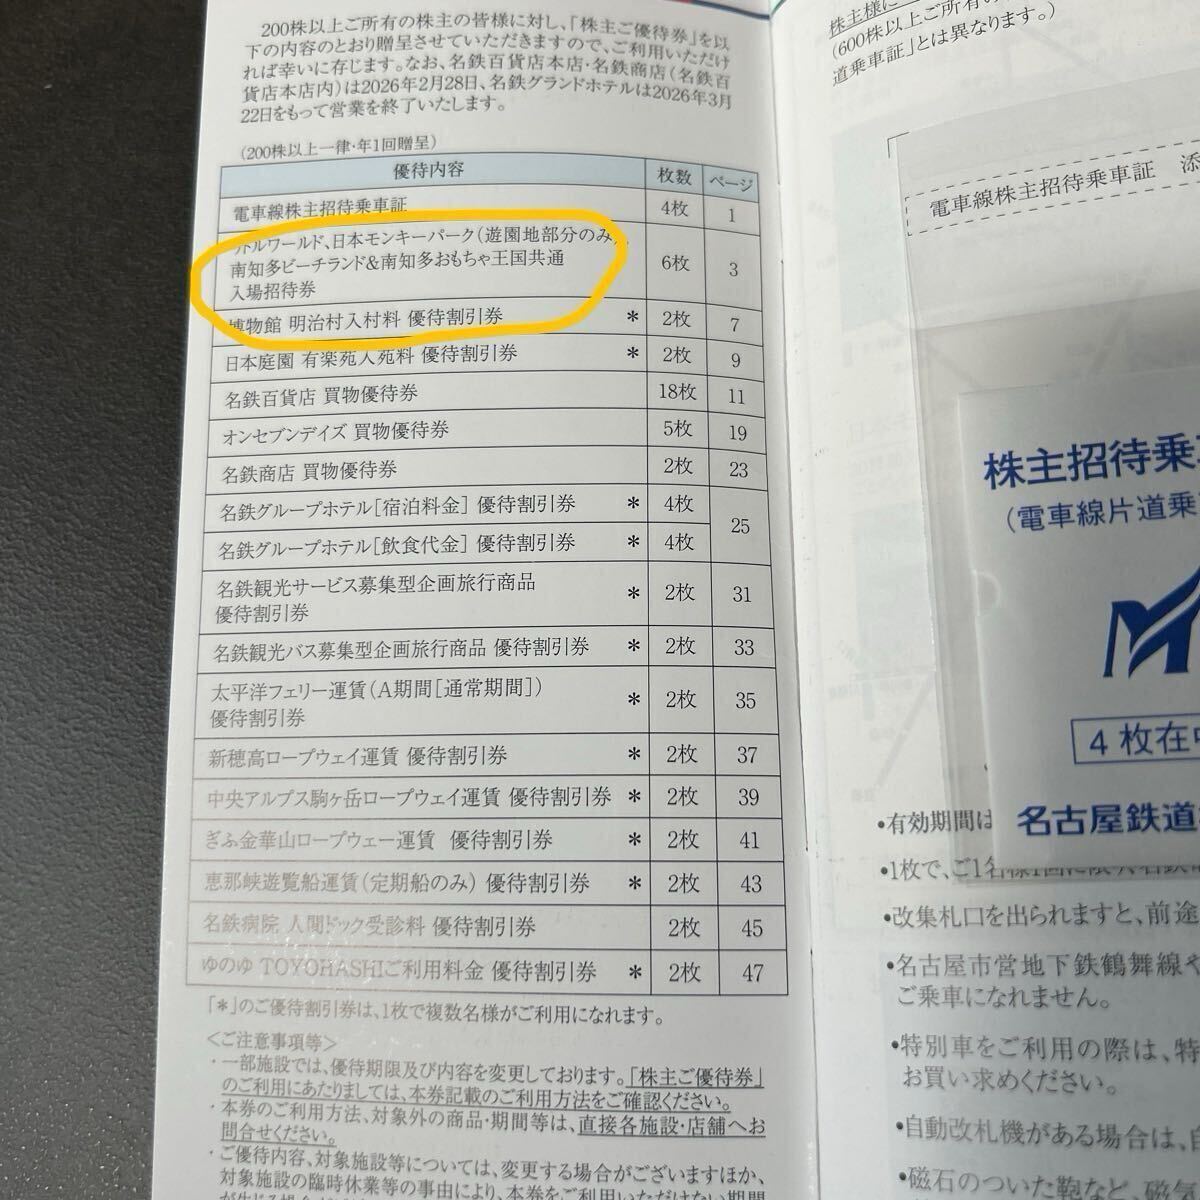 200株以上ご所有の株主の皆様に対し、「株主ご優待券」を以
下の内容のとおり贈呈させていただきますので、ご利用いただけ
れば幸いに存じます。なお、名鉄百貨店本店・名鉄商店(名鉄百
貨店本店内)は2026年2月28日、名鉄グランドホテルは2026年3月
22日をもって営業を終了いたします。
(200株以上一律・年1回贈呈)
優待内容 枚数 ページ
電車線株主招待乗車証 4枚 1
トルワールド、日本モンキーパーク(遊園地部分のみ)、
南知多ビーチランド&南知多おもちゃ王国共通
入場招待券 6枚 3
博物館 明治村入村料 優待割引券 * 2枚 7
日本庭園 有楽苑入苑料 優待割引券 * 2枚 9
名鉄百貨店 買物優待券 18枚 11
オンセブンデイズ 買物優待券 5枚 19
名鉄商店 買物優待券 2枚 23
名鉄グループホテル[宿泊料金] 優待割引券 * 4枚 25
名鉄グループホテル[飲食代金] 優待割引券 * 4枚
名鉄観光サービス募集型企画旅行商品
優待割引券 * 2枚 31
名鉄観光バス募集型企画旅行商品 優待割引券 * 2枚 33
太平洋フェリー運賃(A期間[通常期間])
優待割引券 * 2枚 35
新穂高ロープウェイ運賃 優待割引券 * 2枚 37
中央アルプス駒ヶ岳ロープウェイ運賃 優待割引券 * 2枚 39
ぎふ金華山ロープウェー運賃 優待割引券 * 2枚 41
恵那峡遊覧船運賃(定期船のみ) 優待割引券 * 2枚 43
名鉄病院 人間ドック受診料 優待割引券 2枚 45
ゆのゆ TOYOHASHIご利用料金 優待割引券 * 2枚 47
「*」のご優待割引券は、1枚で複数名様がご利用になれます。
<ご注意事項等>
・一部施設では、優待期限及び内容を変更しております。「株主ご優待券」
のご利用にあたりましては、本券記載のご利用方法をご確認ください。
・本券のご利用方法、対象外の商品・期間等は、直接各施設・店舗へお
問合せください。
・ご優待内容、対象施設等については、変更する場合がございますほか、
対象施設の臨時休業等の事由により、本券をご利用いただけない期間
株主様に
(600株以上ご所有の
道乗車証」とは異なります。)
電車線株主招待乗車証 添
株主招待乗
(電車線片道乗
4枚在中
名古屋鉄道
•有効期間は
•1枚で、ご1名様1回に限り名鉄
•改集札口を出られますと、前途
•名古屋市営地下鉄鶴舞線や
ご乗車になれません。
•特別車をご利用の際は、特
お買い求めください。
•自動改札機がある場合は、自
•磁石のついた鞄など、磁気